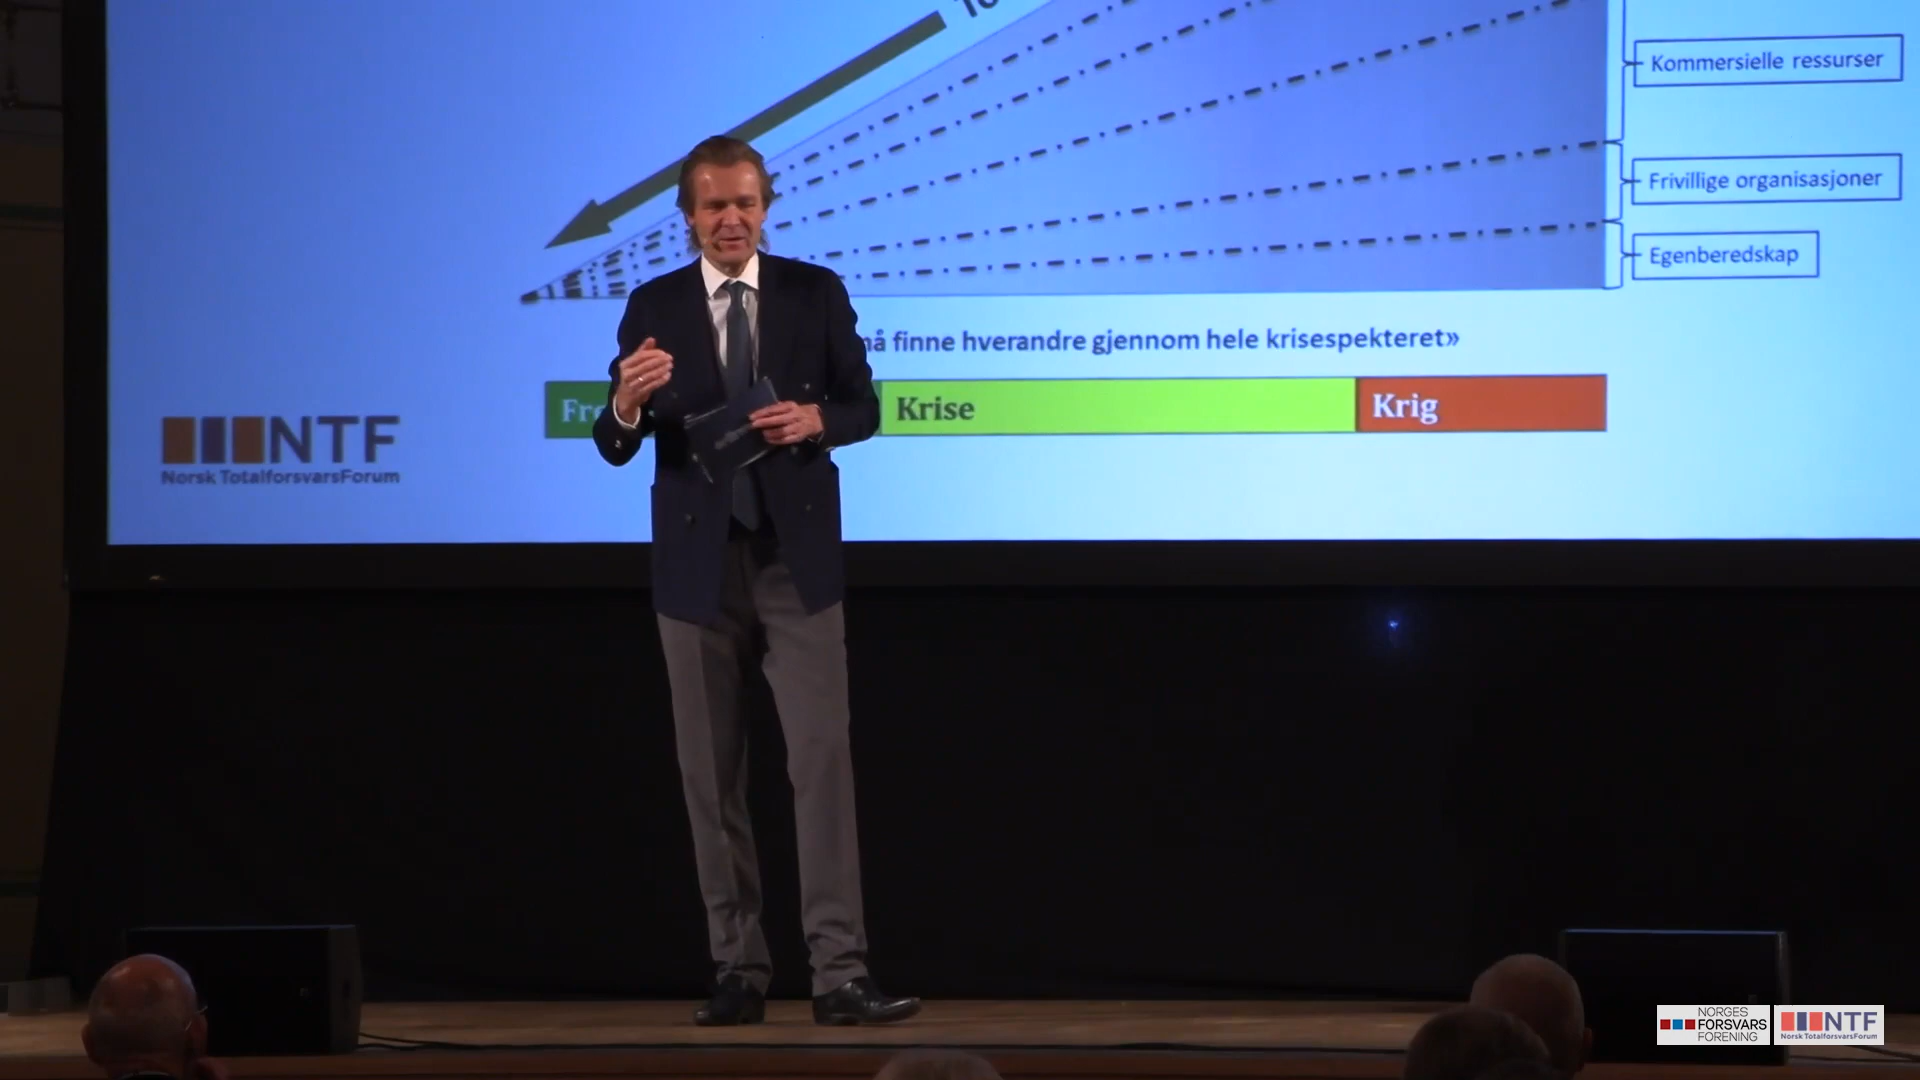 Kommersielle ressurser
Frivillige organisasjoner
Egenberedskap
finne hverandre gjennom hele krisespekteret»
Krise
Krig
NTF
Norsk TotalforsvarsForum
NORGES
FORSVARS
FORENING
NTF
Norsk TotalforsvarsForum